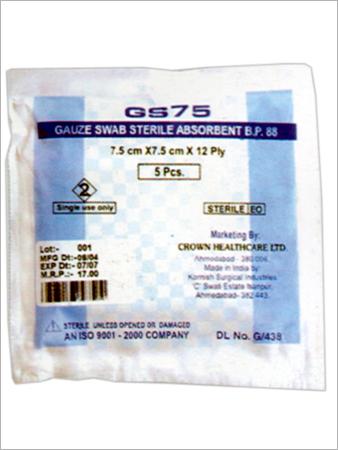 GS75
GAUZE SWAB STERILE ABSORBENT B.P. 88
7.5 cm X7.5 cm X 12 Ply
5 Pcs.
2
Single use only
STERILE EO
Lot:- 001
MFG Dt:-08/04
EXP Dt:-07/07
M.R.P:- 17.00
Marketing By:
CROWN HEALTHCARE LTD.
Ahmedabad - 380 004.
Made in India by
Surgical Industries
'C' Swati Estate Isanpur,
Ahmedabad- 382 443.
STERILE UNLESS OPENED OR DAMAGED
AN ISO 9001 - 2000 COMPANY
DL No. G/438